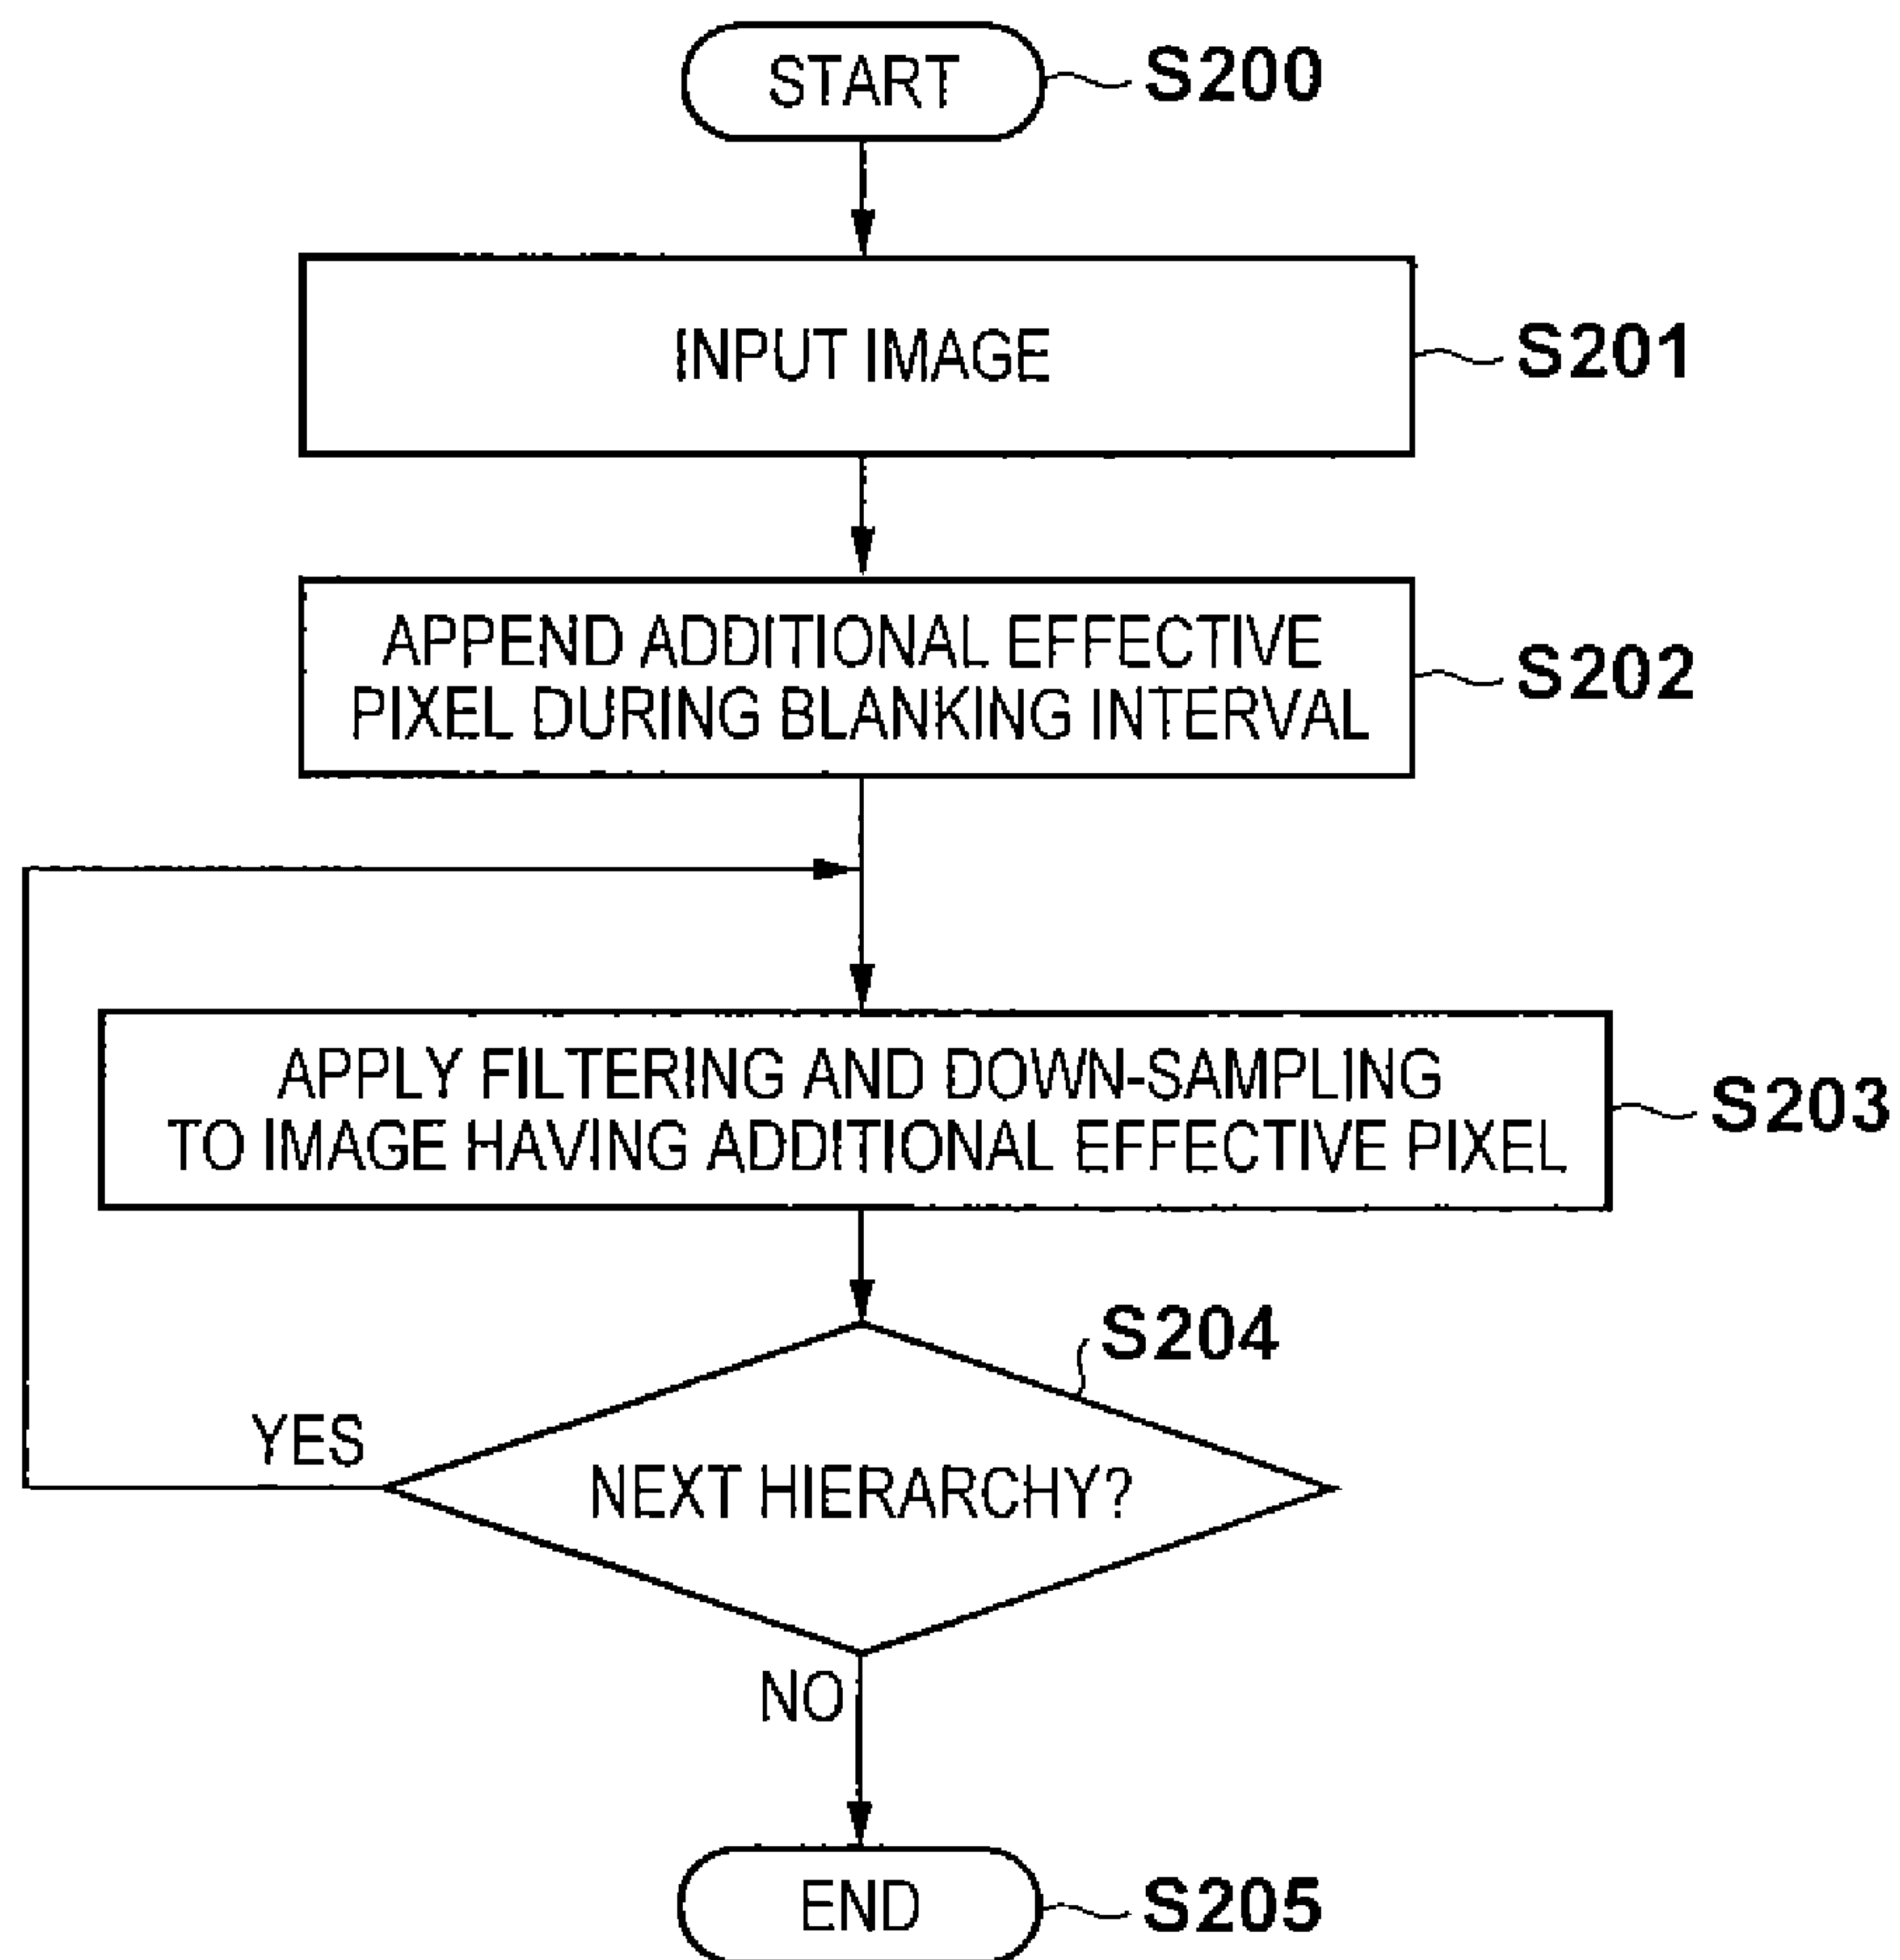 START
S200
INPUT IMAGE
S201
APPEND ADDITIONAL EFFECTIVE
PIXEL DURING BLANKING INTERVAL
S202
APPLY FILTERING AND DOWN-SAMPLING
TO IMAGE HAVING ADDITIONAL EFFECTIVE PIXEL
S203
S204
YES
NEXT HIERARCHY?
NO
END
S205